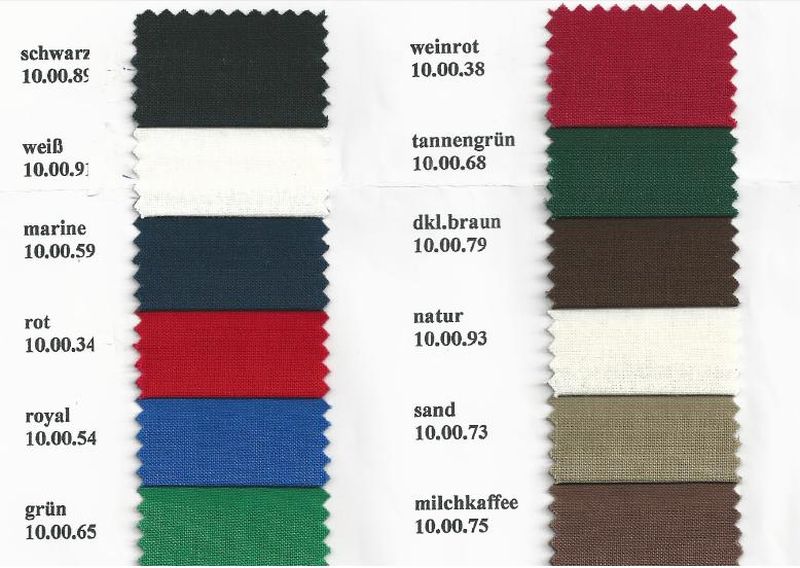 schwarz
10.00.89
weiß
10.00.91
marine
10.00.59
rot
10.00.34
royal
10.00.54
grün
10.00.65
weinrot
10.00.38
tannengrün
10.00.68
dkl.braun
10.00.79
natur
10.00.93
sand
10.00.73
milchkaffee
10.00.75